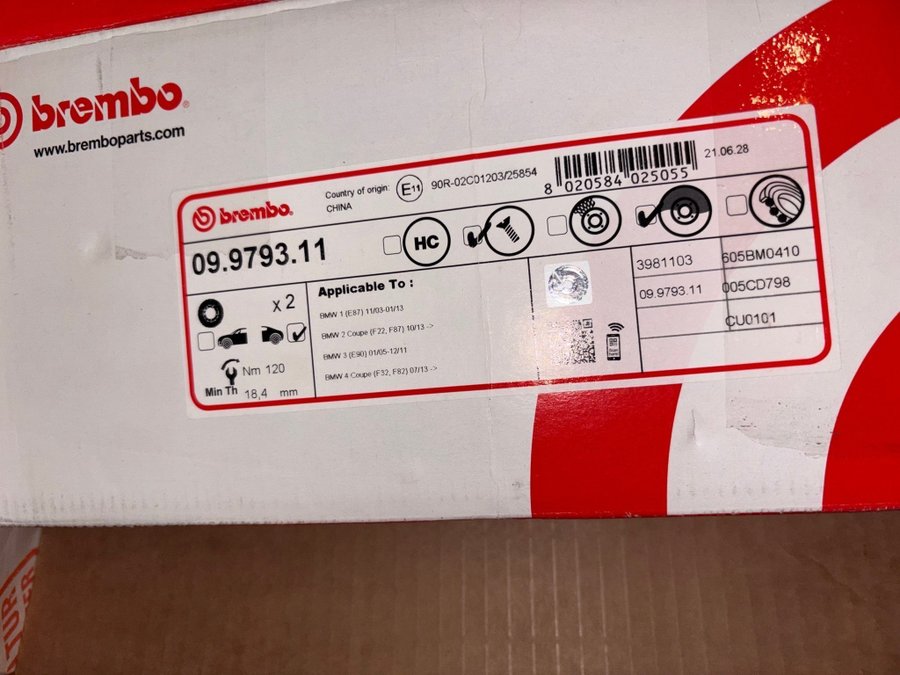 brembo®
www.bremboparts.com
brembo.
Country of origin:
CHINA
E11
90R-02C01203/25854
8 020584 025055
21.06.28
09.9793.11
HC
x 2
Nm 120
Min Th 18,4 mm
Applicable To :
BMW 1 (E87) 11/03-01/13
BMW 2 Coupe (F22, F87) 10/13 ->
BMW 3 (E90) 01/05-12/11
BMW 4 Coupe (F32, F82) 07/13 ->
3981103
605BM0410
09.9793.11
005CD798
CU0101